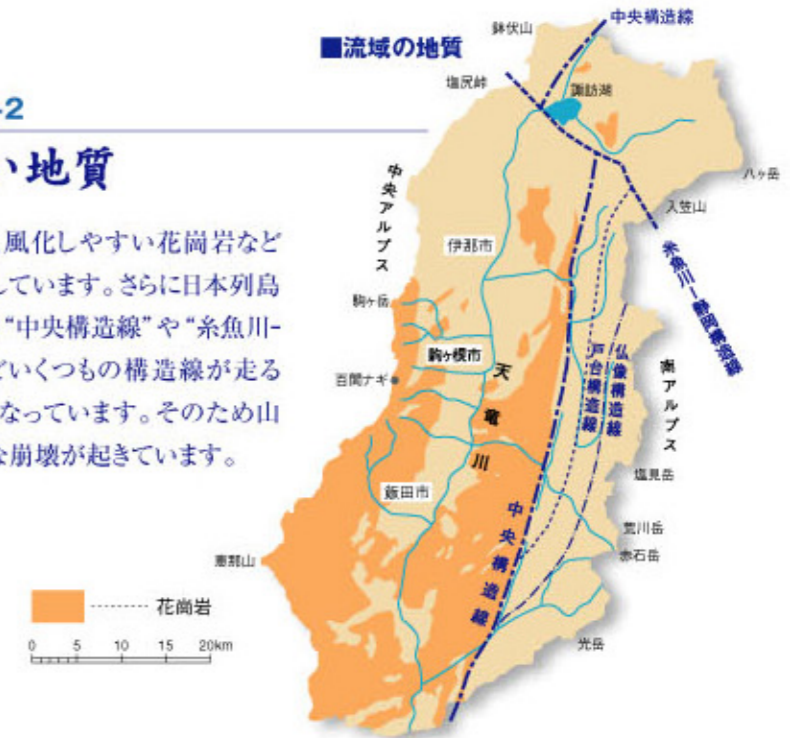 ■流域の地質
-2
い地質
風化しやすい花崗岩など
しています。さらに日本列島
“中央構造線”や“糸魚川-
どいくつもの構造線が走る
なっています。そのため山
な崩壊が起きています。
花崗岩
0 5 10 15 20km
鉢伏山
中央構造線
塩尻峠
諏訪湖
八ヶ岳
入笠山
中央アルプス
伊那市
糸魚川ー静岡構造線
駒ヶ岳
駒ヶ根市
百間ナギ
天竜川
戸台構造線
仏像構造線
南アルプス
塩見岳
飯田市
中央構造線
荒川岳
赤石岳
恵那山
光岳